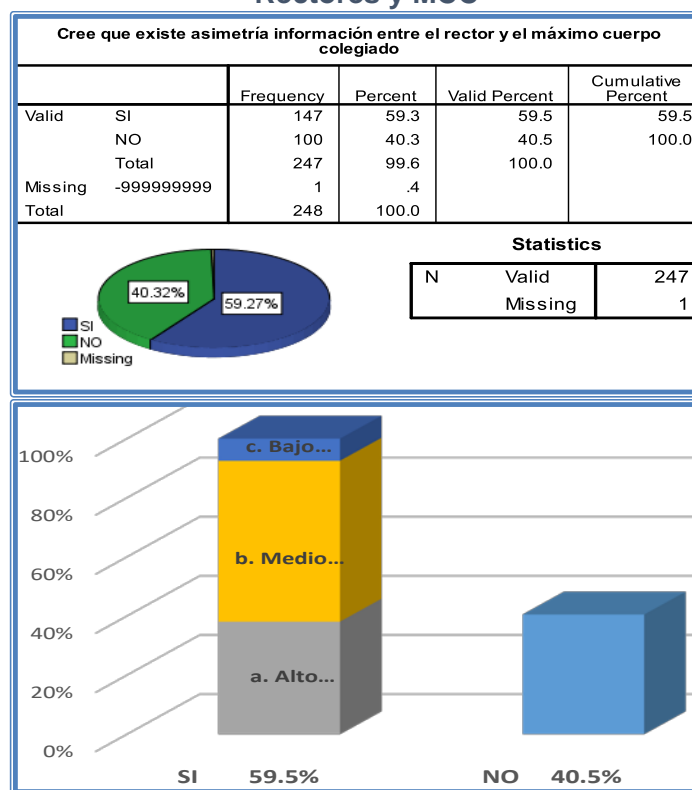 Rectores y MCC
Cree que existe asimetría información entre el rector y el máximo cuerpo
colegiado
Frequency Percent Valid Percent Cumulative Percent
Valid SI 147 59.3 59.5 59.5
NO 100 40.3 40.5 100.0
Total 247 99.6 100.0
Missing -999999999 1 .4
Total 248 100.0
Statistics
N Valid 247
Missing 1
40.32%
59.27%
SI
NO
Missing
c. Bajo...
100%
80%
b. Medio...
60%
40%
a. Alto...
20%
0%
SI 59.5% NO 40.5%